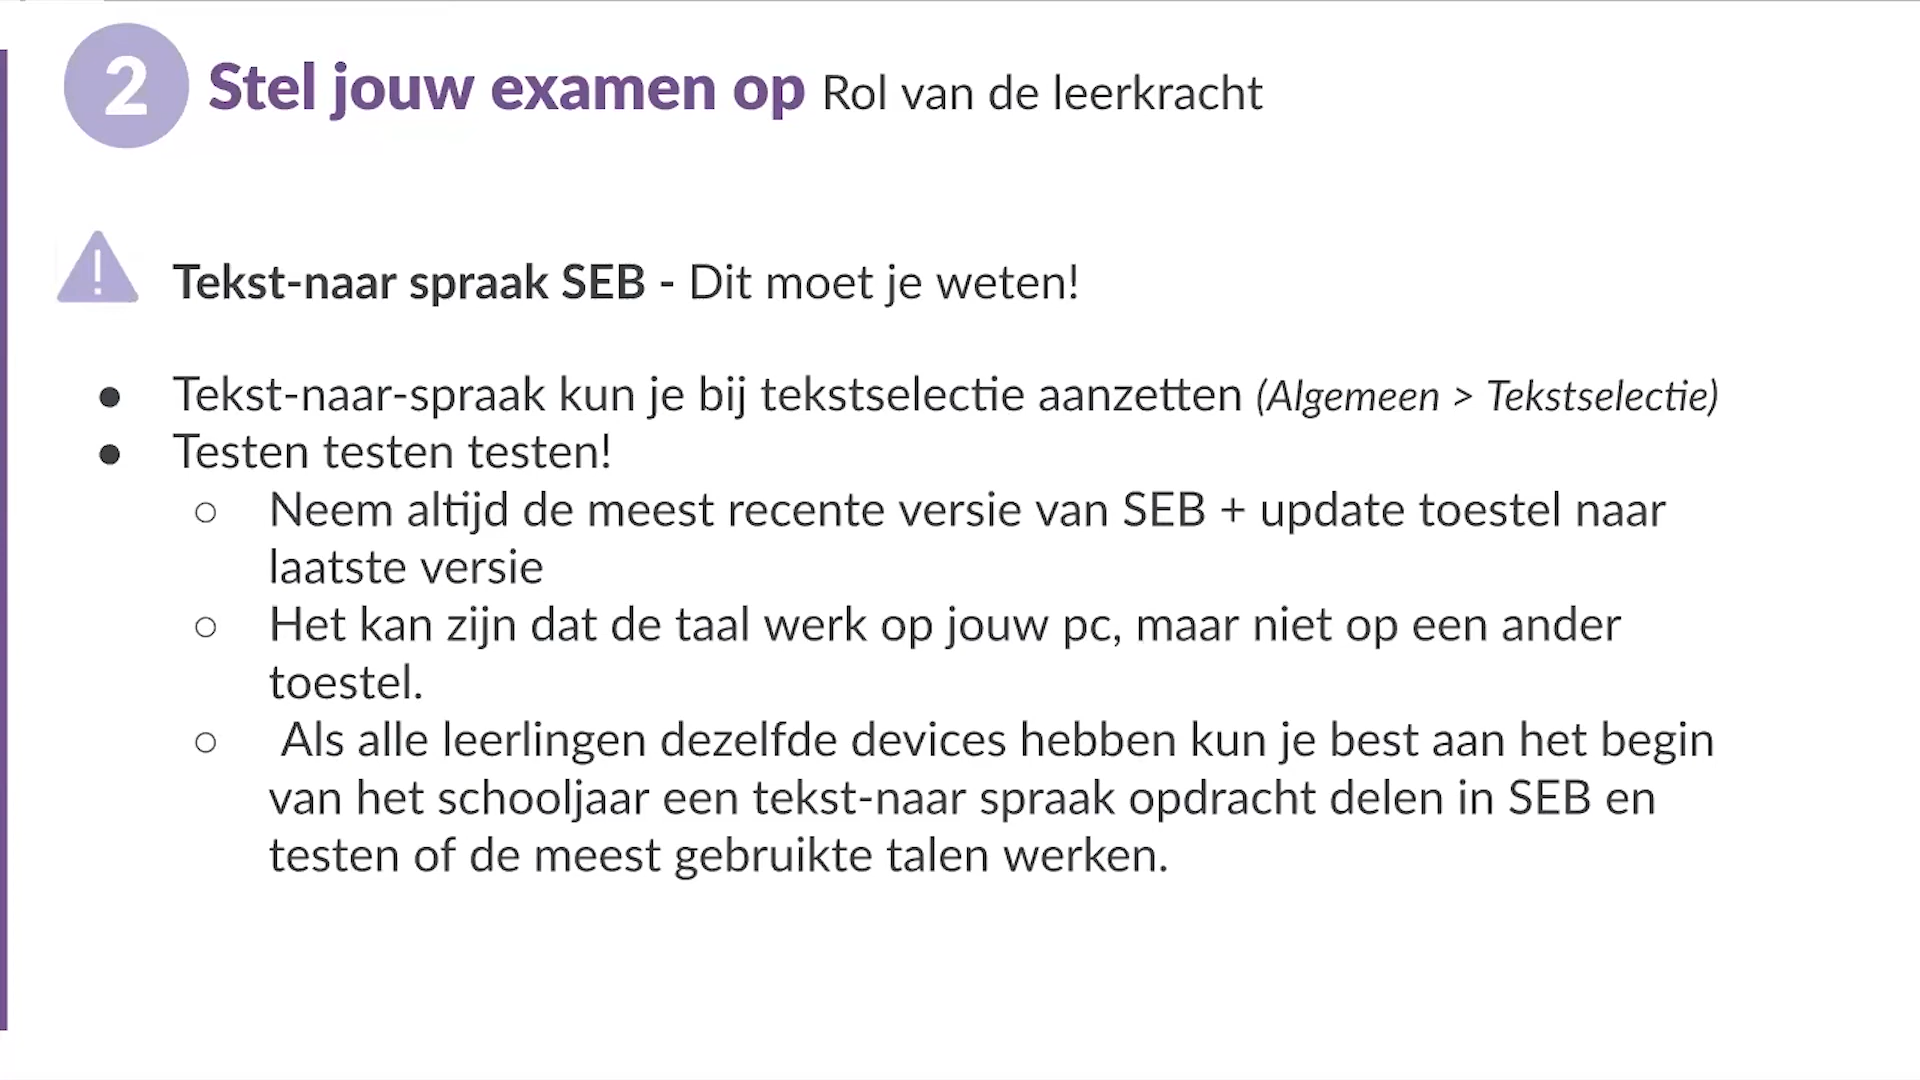 2 Stel jouw examen op Rol van de leerkracht
! Tekst-naar spraak SEB - Dit moet je weten!
● Tekst-naar-spraak kun je bij tekstselectie aanzetten (Algemeen > Tekstselectie)
● Testen testen testen!
○ Neem altijd de meest recente versie van SEB + update toestel naar
laatste versie
○ Het kan zijn dat de taal werk op jouw pc, maar niet op een ander
toestel.
○ Als alle leerlingen dezelfde devices hebben kun je best aan het begin
van het schooljaar een tekst-naar spraak opdracht delen in SEB en
testen of de meest gebruikte talen werken.